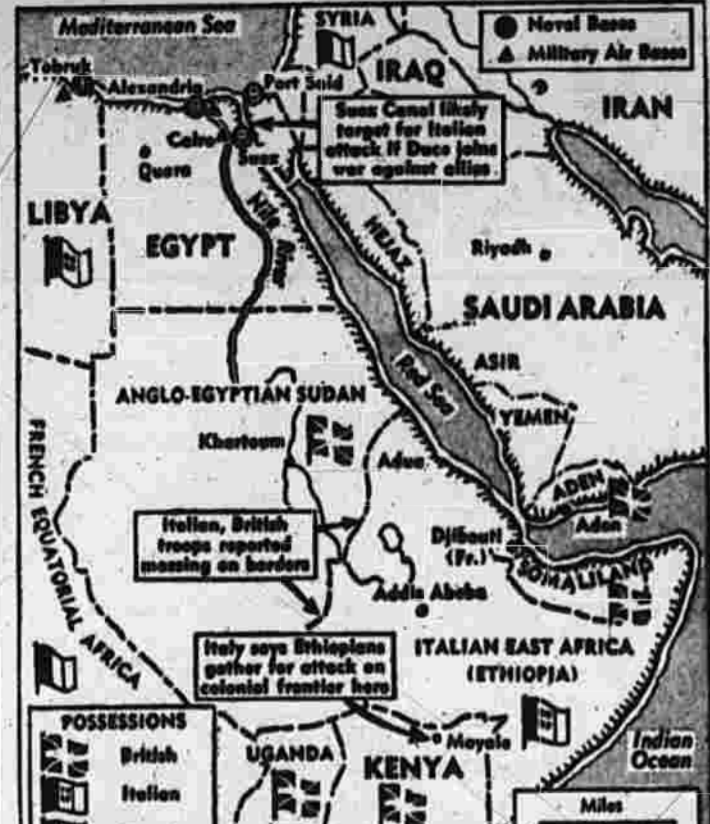 Mediterranean Sea
SYRIA
Naval Bases
Military Air Bases
IRAQ
IRAN
Tobruk
Alexandria
Port Said
Suez Canal likely
target for Italian
attack if Duce joins
war against allies
Cairo
Suez
Quara
LIBYA
EGYPT
Nile River
HEJAZ
Riyadh
SAUDI ARABIA
Red Sea
ASIR
YEMEN
ANGLO-EGYPTIAN SUDAN
Khartoum
Adua
ADEN
Aden
FRENCH EQUATORIAL AFRICA
Italian, British
troops reported
massing on borders
Djibouti
(Fr.)
SOMALILAND
Addis Ababa
Italy says Ethiopians
gather for attack on
colonial frontier here
ITALIAN EAST AFRICA
(ETHIOPIA)
POSSESSIONS
British
Italian
UGANDA
KENYA
Moyale
Indian
Ocean
Miles